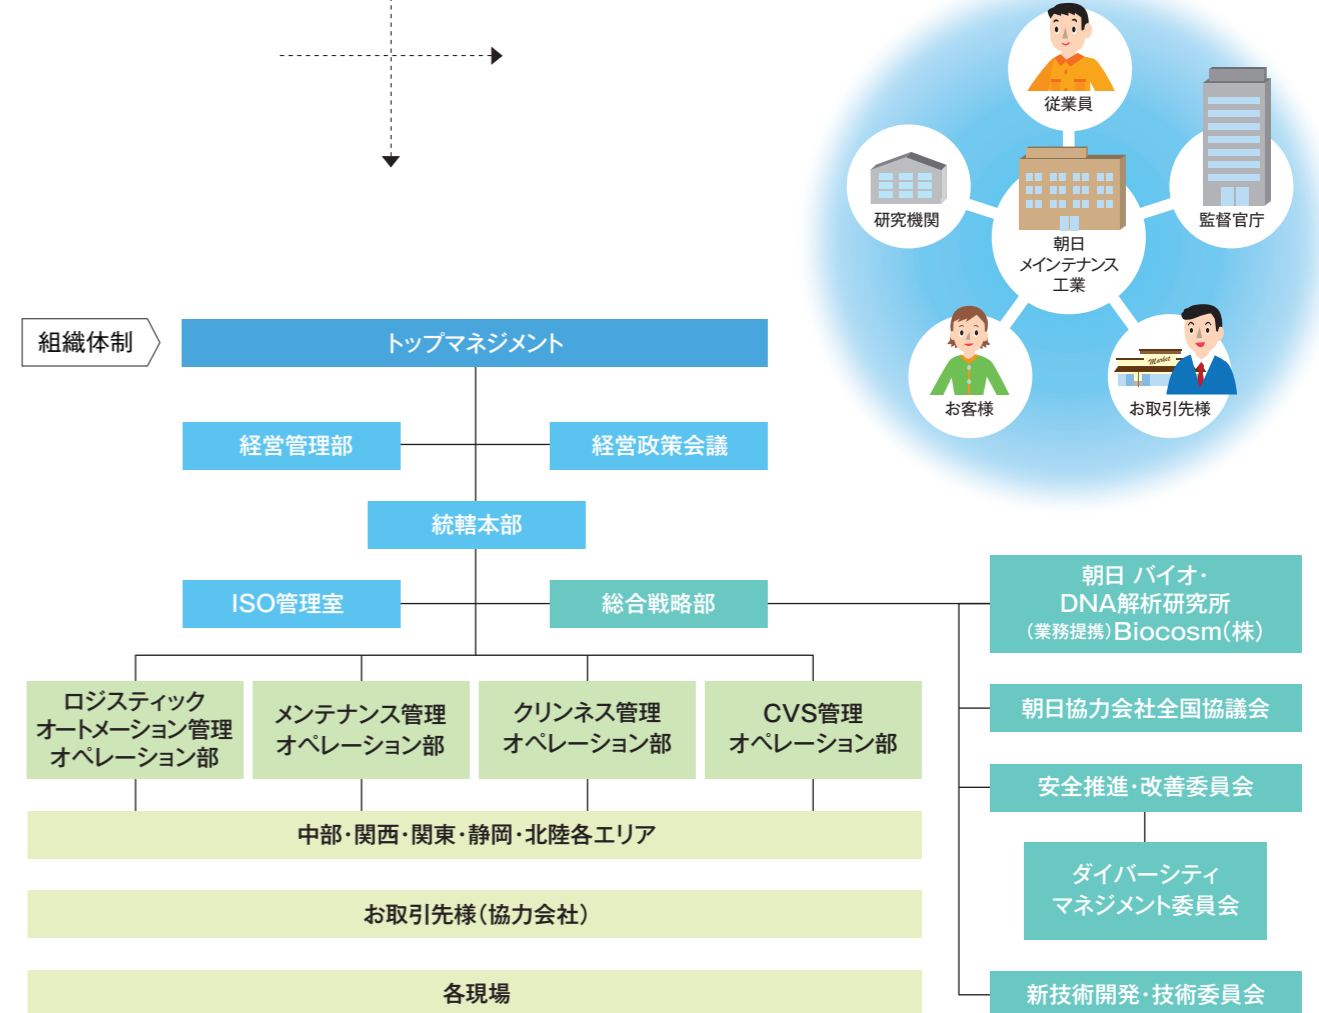 従業員
研究機関
監督官庁
朝日
メインテナンス
工業
お客様
お取引先様
Market
組織体制
トップマネジメント
経営管理部
経営政策会議
統轄本部
ISO管理室
総合戦略部
朝日 バイオ・
DNA解析研究所
(業務提携)Biocosm(株)
朝日協力会社全国協議会
安全推進・改善委員会
ダイバーシティ
マネジメント委員会
新技術開発・技術委員会
ロジスティック
オートメーション管理
オペレーション部
メンテナンス管理
オペレーション部
クリンネス管理
オペレーション部
CVS管理
オペレーション部
中部・関西・関東・静岡・北陸各エリア
お取引先様(協力会社)
各現場